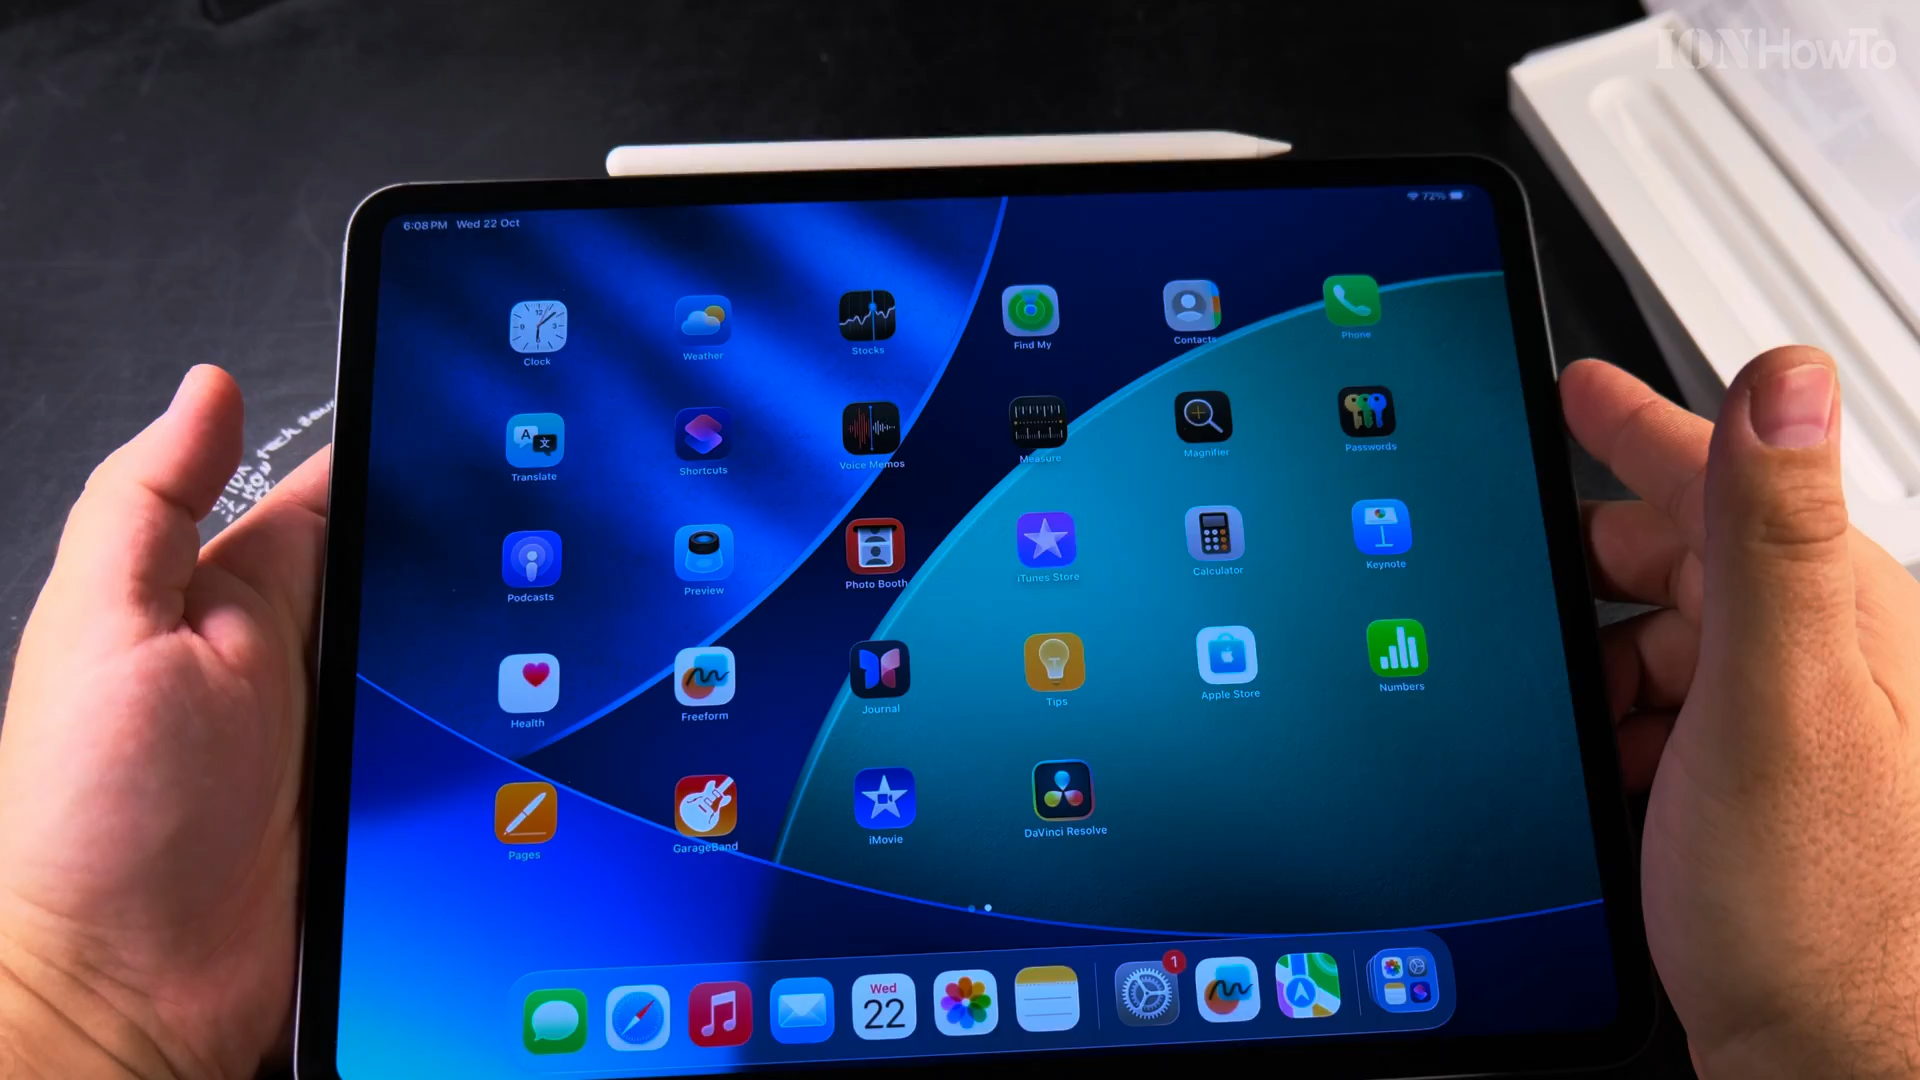 ION HowTo
6:08 PM Wed 22 Oct
72%
Clock
Weather
Stocks
Find My
Contacts
Phone
Translate
Shortcuts
Voice Memos
Measure
Magnifier
Passwords
Podcasts
Preview
Photo Booth
iTunes Store
Calculator
Keynote
Health
Freeform
Journal
Tips
Apple Store
Numbers
Pages
GarageBand
iMovie
DaVinci Resolve
Wed
22
1